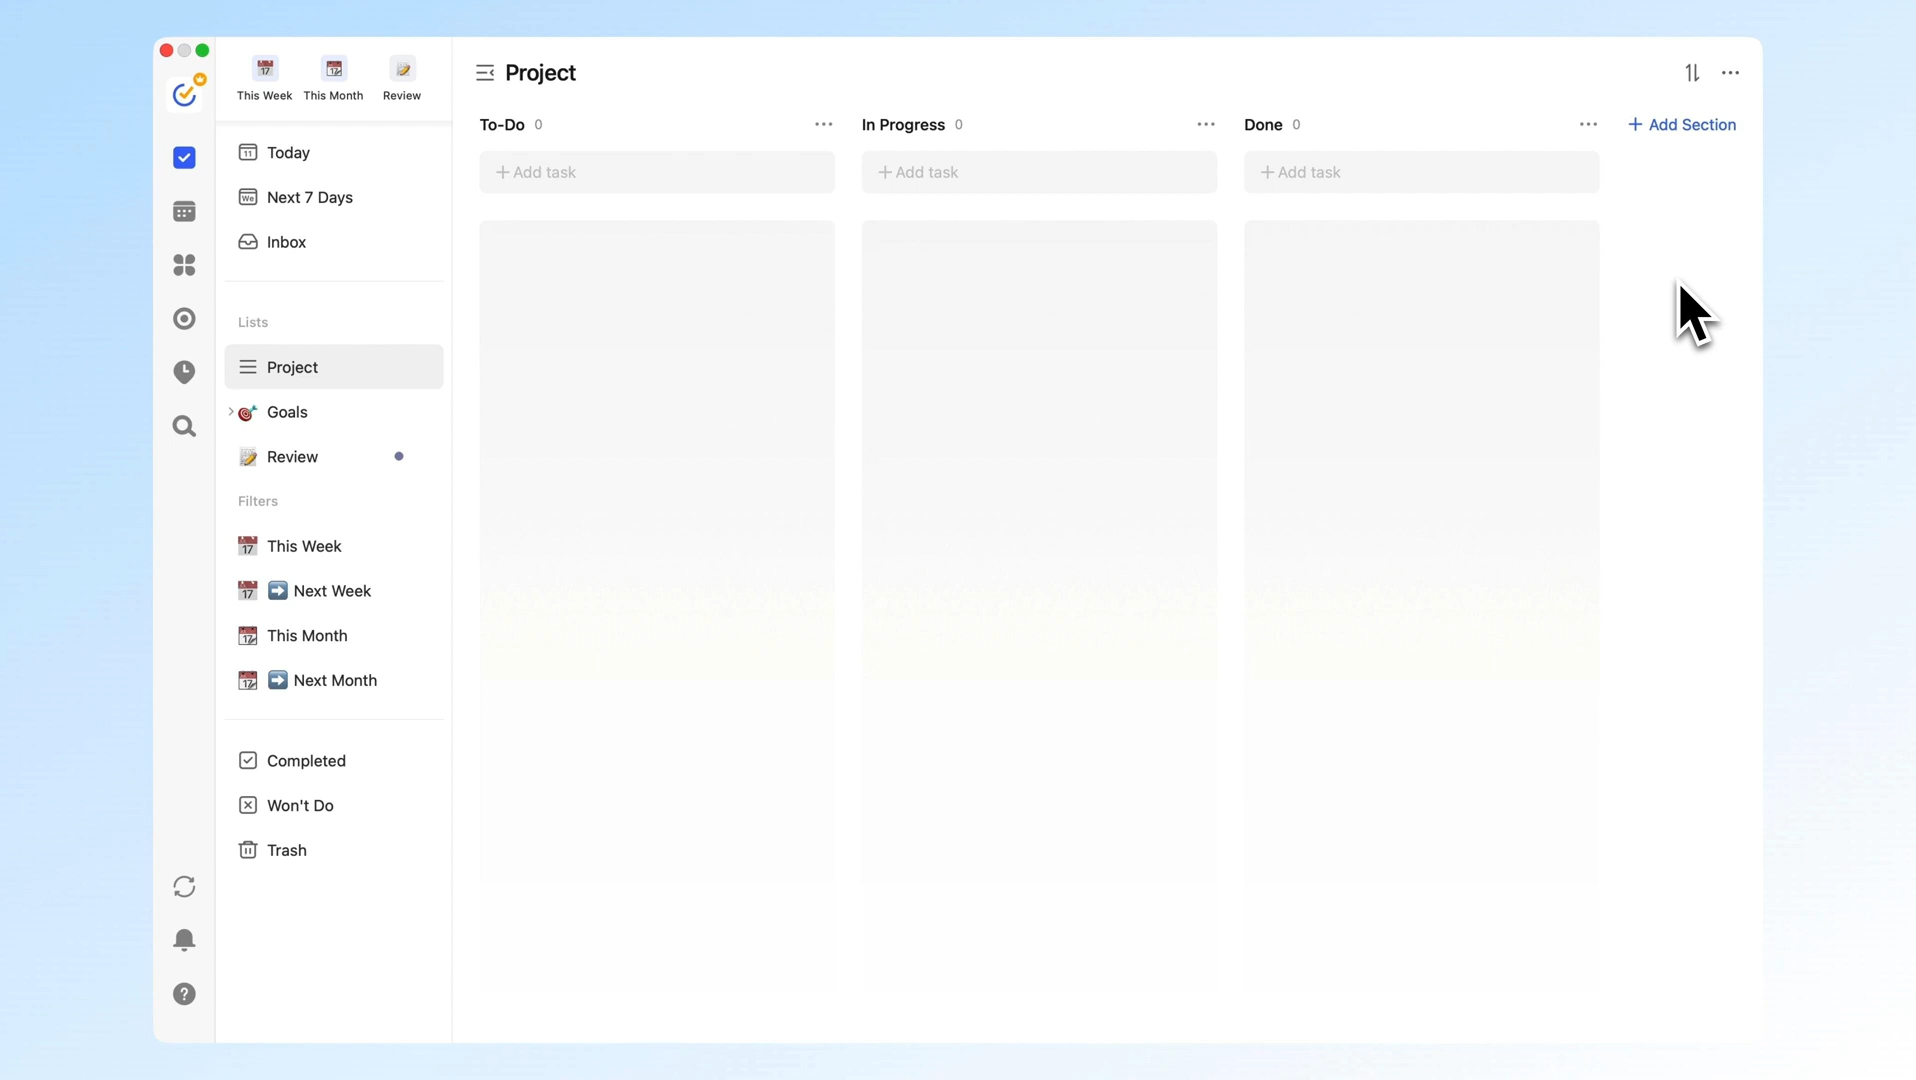 This Week This Month Review
Today
Next 7 Days
Inbox
Lists
Project
Goals
Review
Filters
This Week
Next Week
This Month
Next Month
Completed
Won't Do
Trash
Project
To-Do 0
In Progress 0
Done 0
+ Add Section
+ Add task
+ Add task
+ Add task